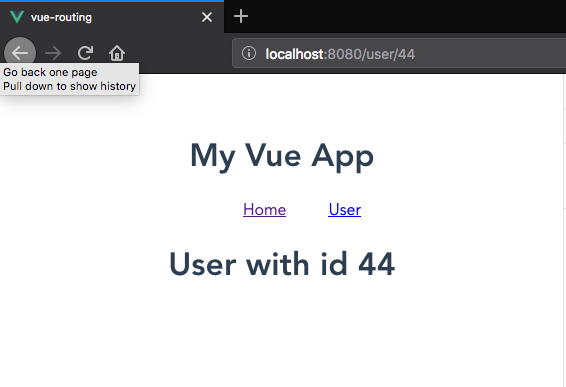 vue-routing
localhost:8080/user/44
Go back one page
Pull down to show history
My Vue App
Home User
User with id 44